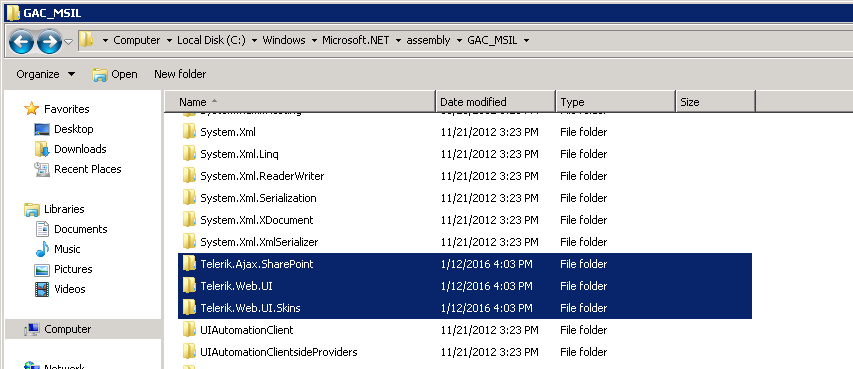 GAC_MSIL
Computer Local Disk (C:) Windows Microsoft.NET assembly GAC_MSIL
Organize Open New folder
Name Date modified Type Size
Favorites
Desktop
Downloads
Recent Places
Libraries
Documents
Music
Pictures
Videos
Computer
System.Xml 11/21/2012 3:23 PM File folder
System.Xml.Linq 11/21/2012 3:23 PM File folder
System.Xml.ReaderWriter 11/21/2012 3:23 PM File folder
System.Xml.Serialization 11/21/2012 3:23 PM File folder
System.Xml.XDocument 11/21/2012 3:23 PM File folder
System.Xml.XmlSerializer 11/21/2012 3:23 PM File folder
Telerik.Ajax.SharePoint 1/12/2016 4:03 PM File folder
Telerik.Web.UI 1/12/2016 4:03 PM File folder
Telerik.Web.UI.Skins 1/12/2016 4:03 PM File folder
UIAutomationClient 11/21/2012 3:23 PM File folder
UIAutomationClientsideProviders 11/21/2012 3:23 PM File folder